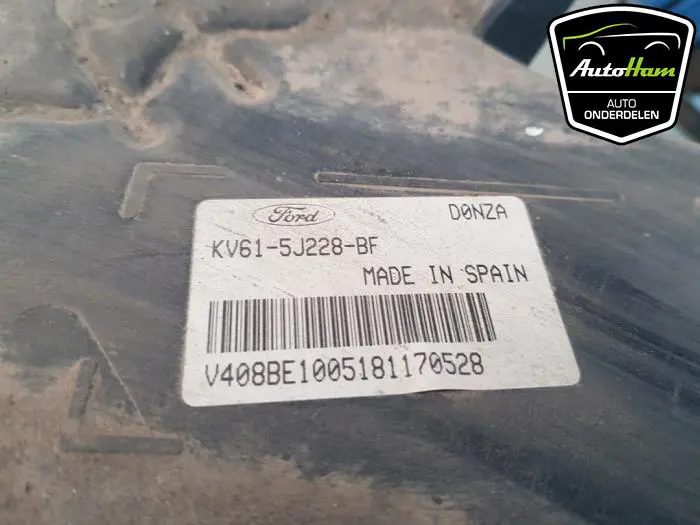 AutoHam
AUTO
ONDERDELEN
Ford
D0NZA
KV61-5J228-BF
MADE IN SPAIN
V408BE1005181170528